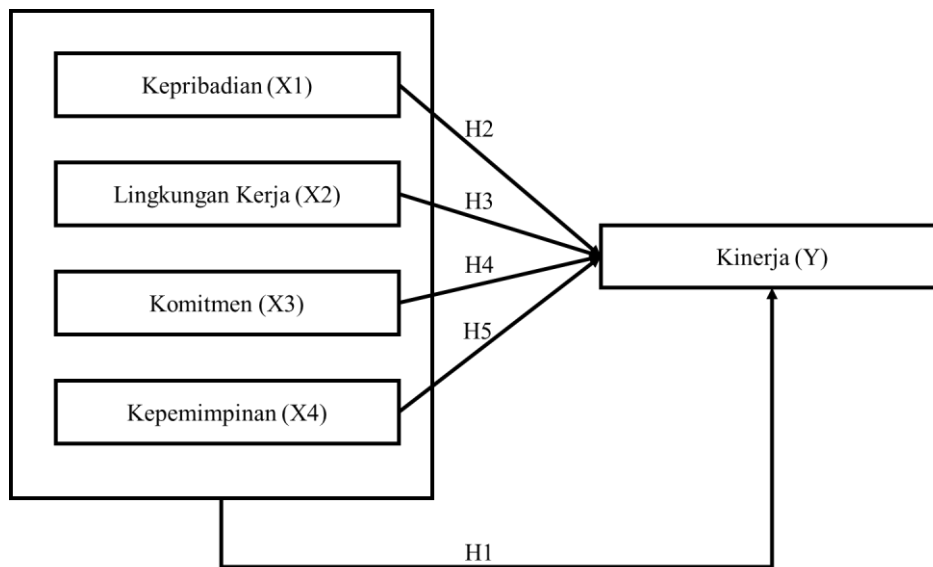 Kepribadian (X1)
H2
Lingkungan Kerja (X2)
H3
Kinerja (Y)
H4
Komitmen (X3)
H5
Kepemimpinan (X4)
H1